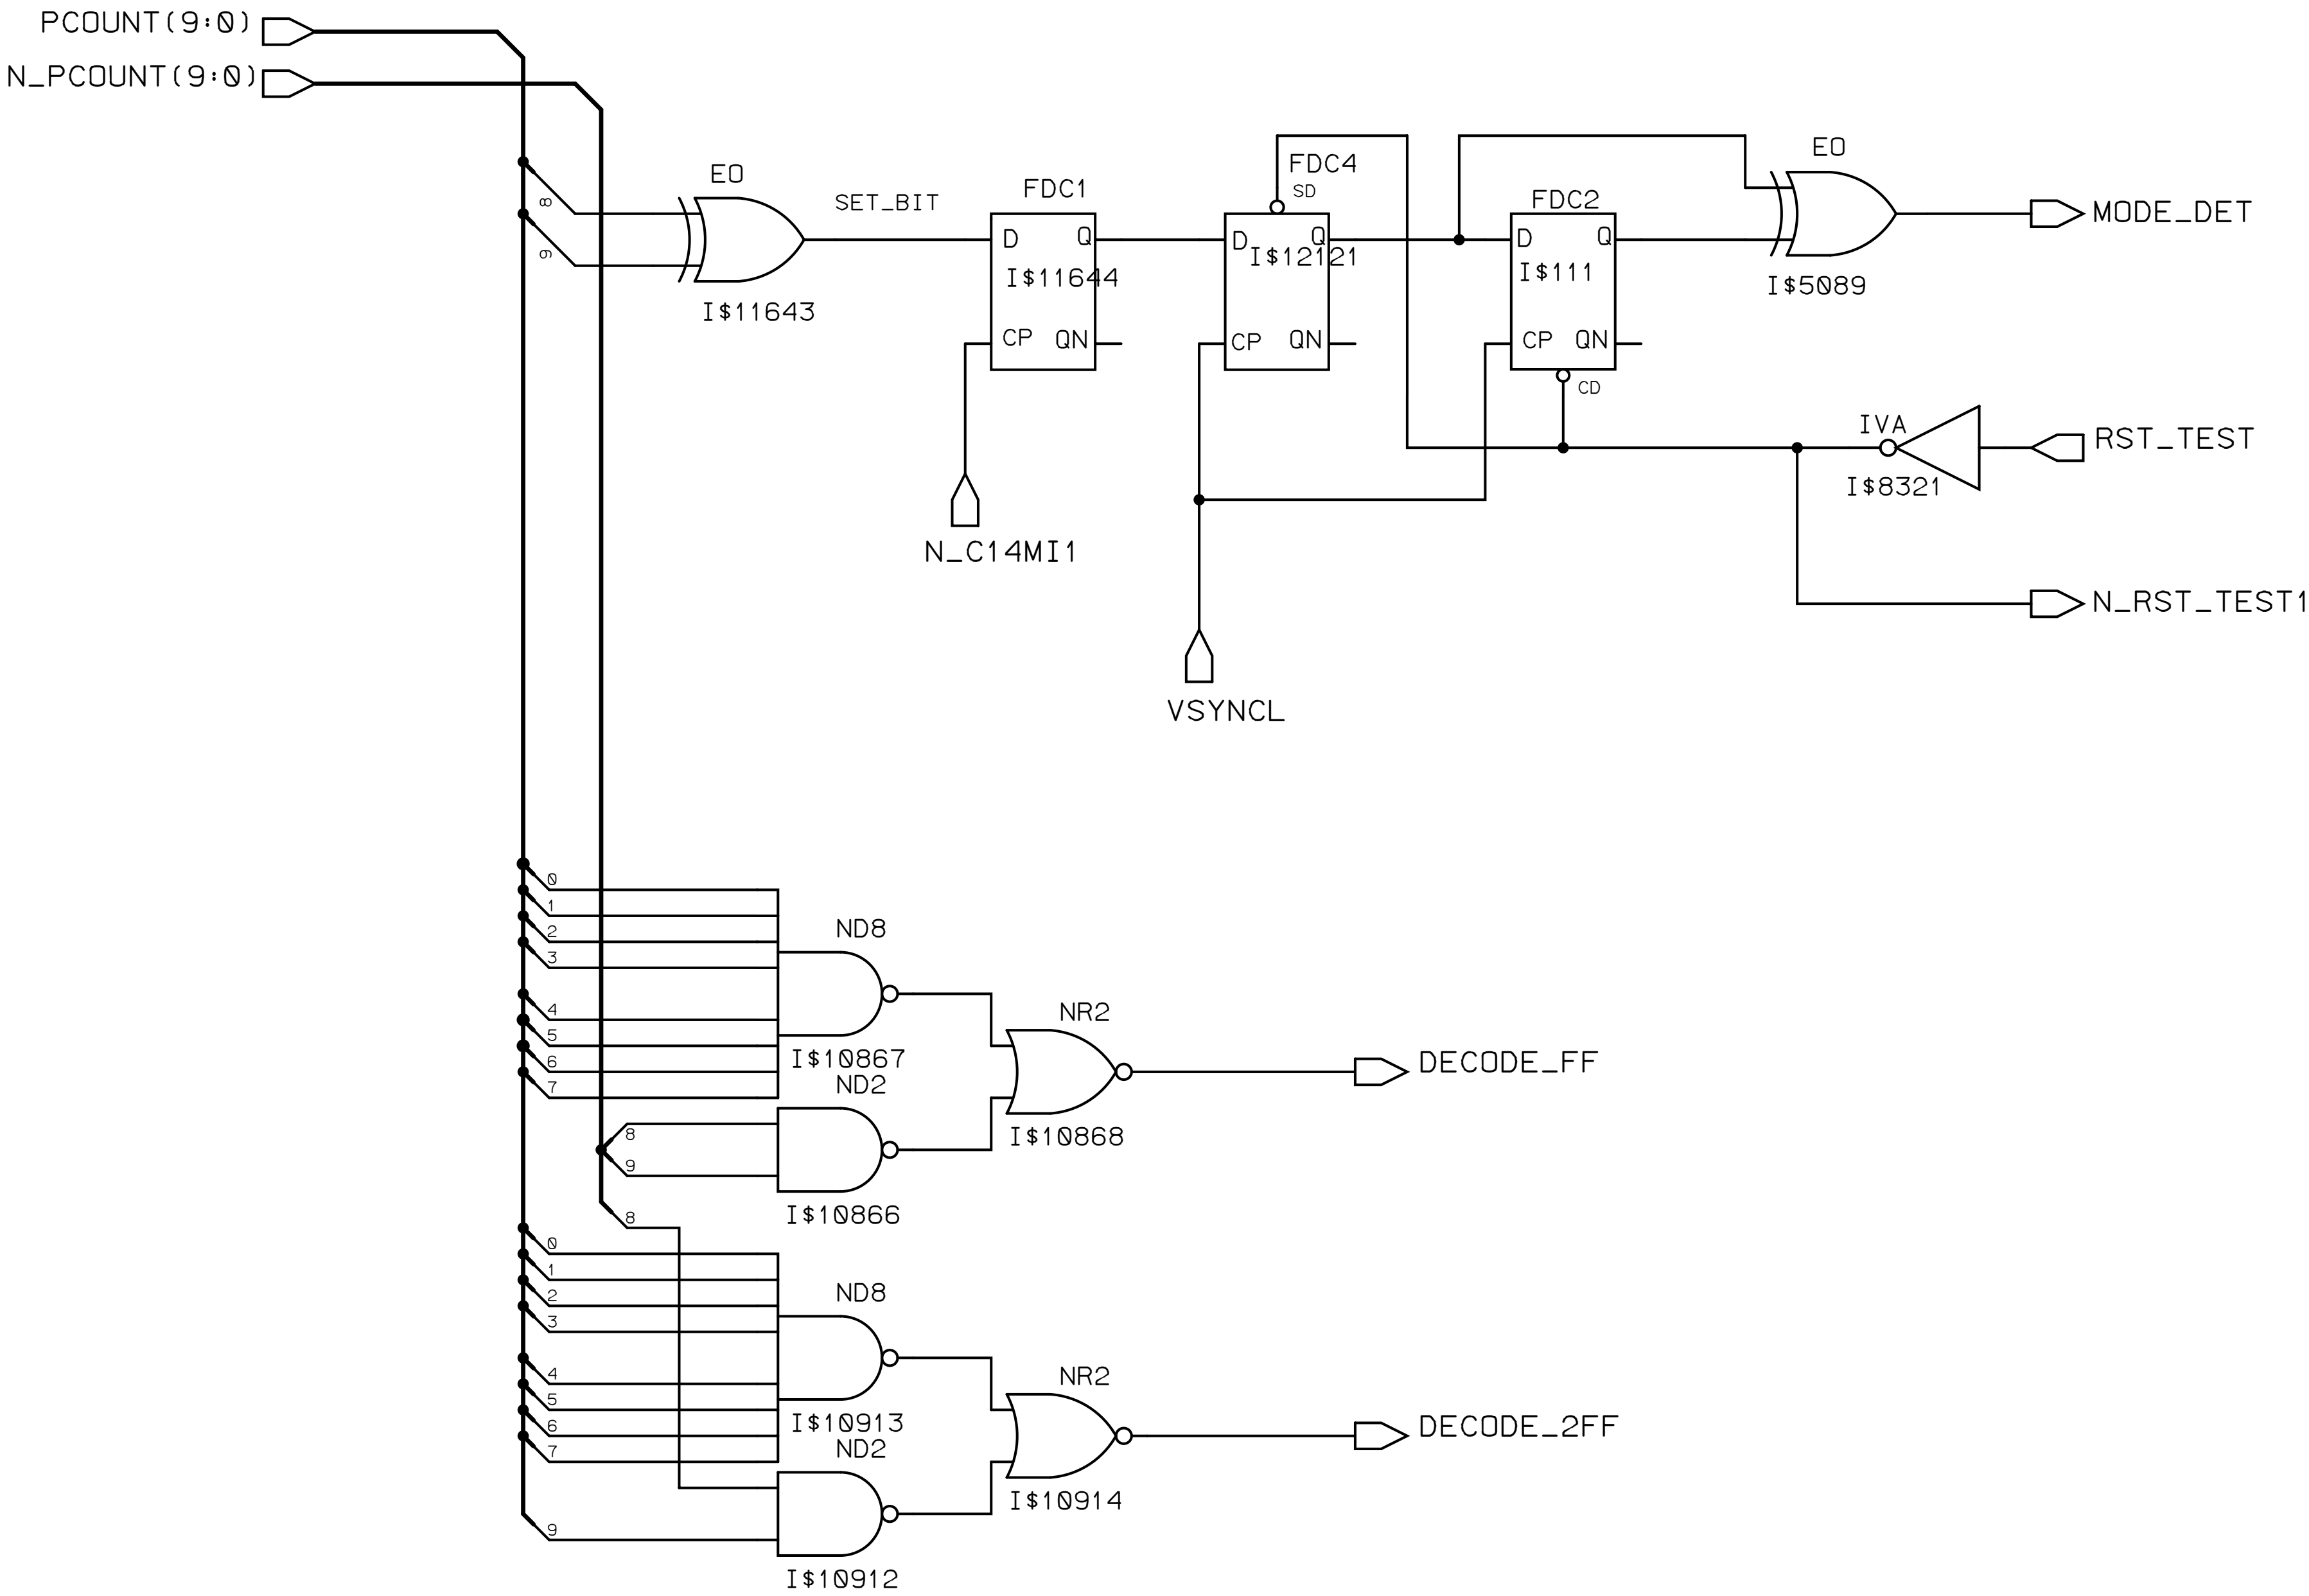 PCOUNT(9:0)
N_PCOUNT(9:0)
8
9
EO
I$11643
SET_BIT
FDC1
D
Q
I$11644
CP
QN
N_C14MI1
FDC4
SD
D
Q
I$12121
CP
QN
VSYNCL
FDC2
D
Q
I$111
CP
QN
CD
EO
I$5089
MODE_DET
IVA
I$8321
RST_TEST
N_RST_TEST1
0
1
2
3
4
5
6
7
ND8
I$10867
ND2
8
9
I$10866
NR2
I$10868
DECODE_FF
8
0
1
2
3
4
5
6
7
ND8
I$10913
ND2
9
I$10912
NR2
I$10914
DECODE_2FF